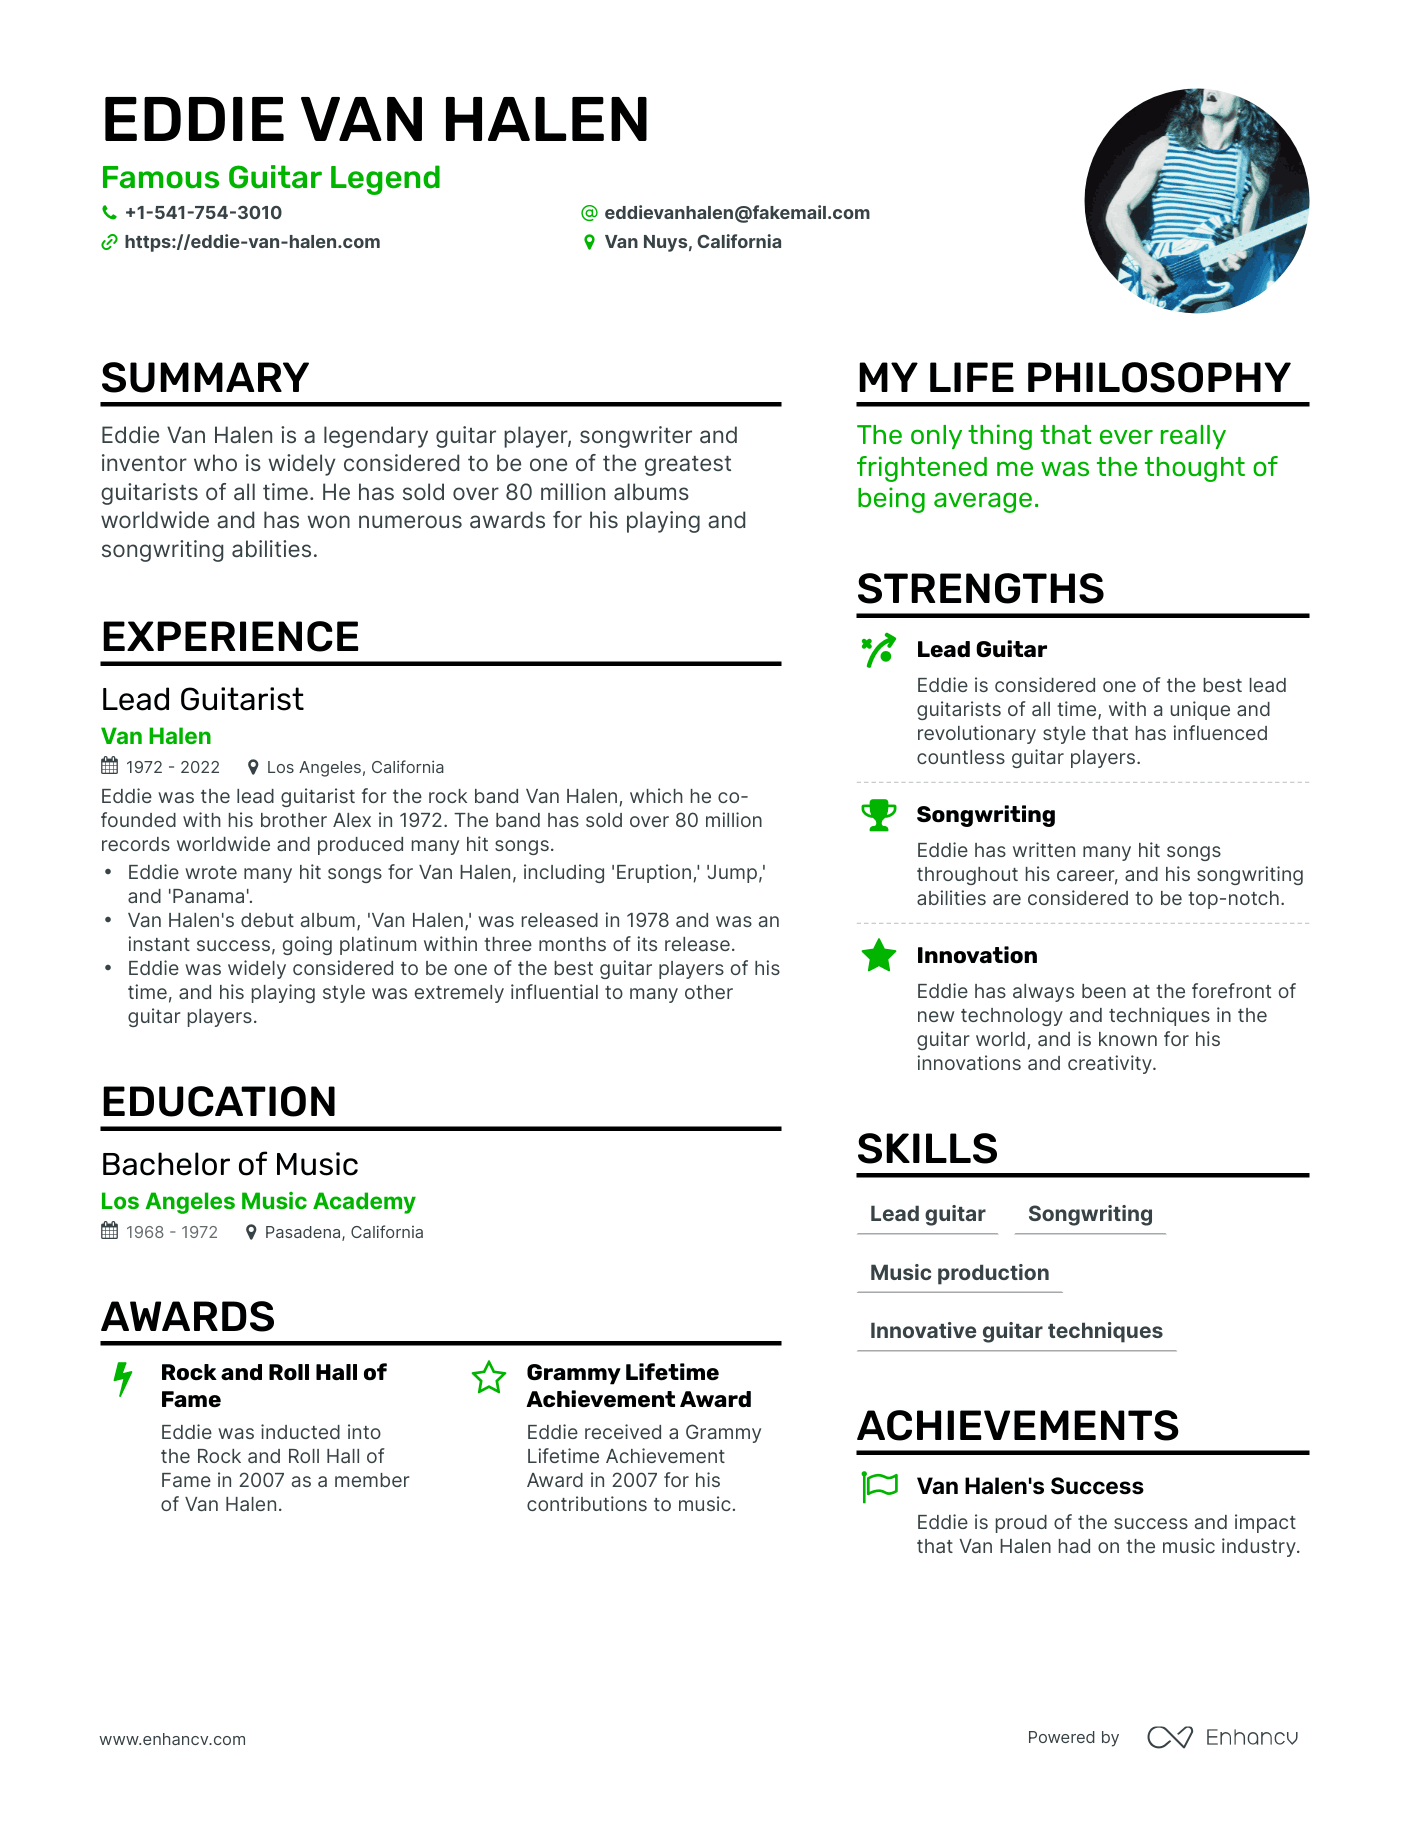 EDDIE VAN HALEN
Famous Guitar Legend
+1-541-754-3010
eddievanhalen@fakemail.com
https://eddie-van-halen.com
Van Nuys, California
SUMMARY
Eddie Van Halen is a legendary guitar player, songwriter and
inventor who is widely considered to be one of the greatest
guitarists of all time. He has sold over 80 million albums
worldwide and has won numerous awards for his playing and
songwriting abilities.
EXPERIENCE
Lead Guitarist
Van Halen
1972 - 2022
Los Angeles, California
Eddie was the lead guitarist for the rock band Van Halen, which he co-
founded with his brother Alex in 1972. The band has sold over 80 million
records worldwide and produced many hit songs.
• Eddie wrote many hit songs for Van Halen, including 'Eruption,' 'Jump,'
and 'Panama'.
• Van Halen's debut album, 'Van Halen,' was released in 1978 and was an
instant success, going platinum within three months of its release.
• Eddie was widely considered to be one of the best guitar players of his
time, and his playing style was extremely influential to many other
guitar players.
EDUCATION
Bachelor of Music
Los Angeles Music Academy
1968 - 1972
Pasadena, California
AWARDS
Rock and Roll Hall of
Fame
Eddie was inducted into
the Rock and Roll Hall of
Fame in 2007 as a member
of Van Halen.
Grammy Lifetime
Achievement Award
Eddie received a Grammy
Lifetime Achievement
Award in 2007 for his
contributions to music.
MY LIFE PHILOSOPHY
The only thing that ever really
frightened me was the thought of
being average.
STRENGTHS
Lead Guitar
Eddie is considered one of the best lead
guitarists of all time, with a unique and
revolutionary style that has influenced
countless guitar players.
Songwriting
Eddie has written many hit songs
throughout his career, and his songwriting
abilities are considered to be top-notch.
Innovation
Eddie has always been at the forefront of
new technology and techniques in the
guitar world, and is known for his
innovations and creativity.
SKILLS
Lead guitar
Songwriting
Music production
Innovative guitar techniques
ACHIEVEMENTS
Van Halen's Success
Eddie is proud of the success and impact
that Van Halen had on the music industry.
www.enhancv.com
Powered by
Enhancv